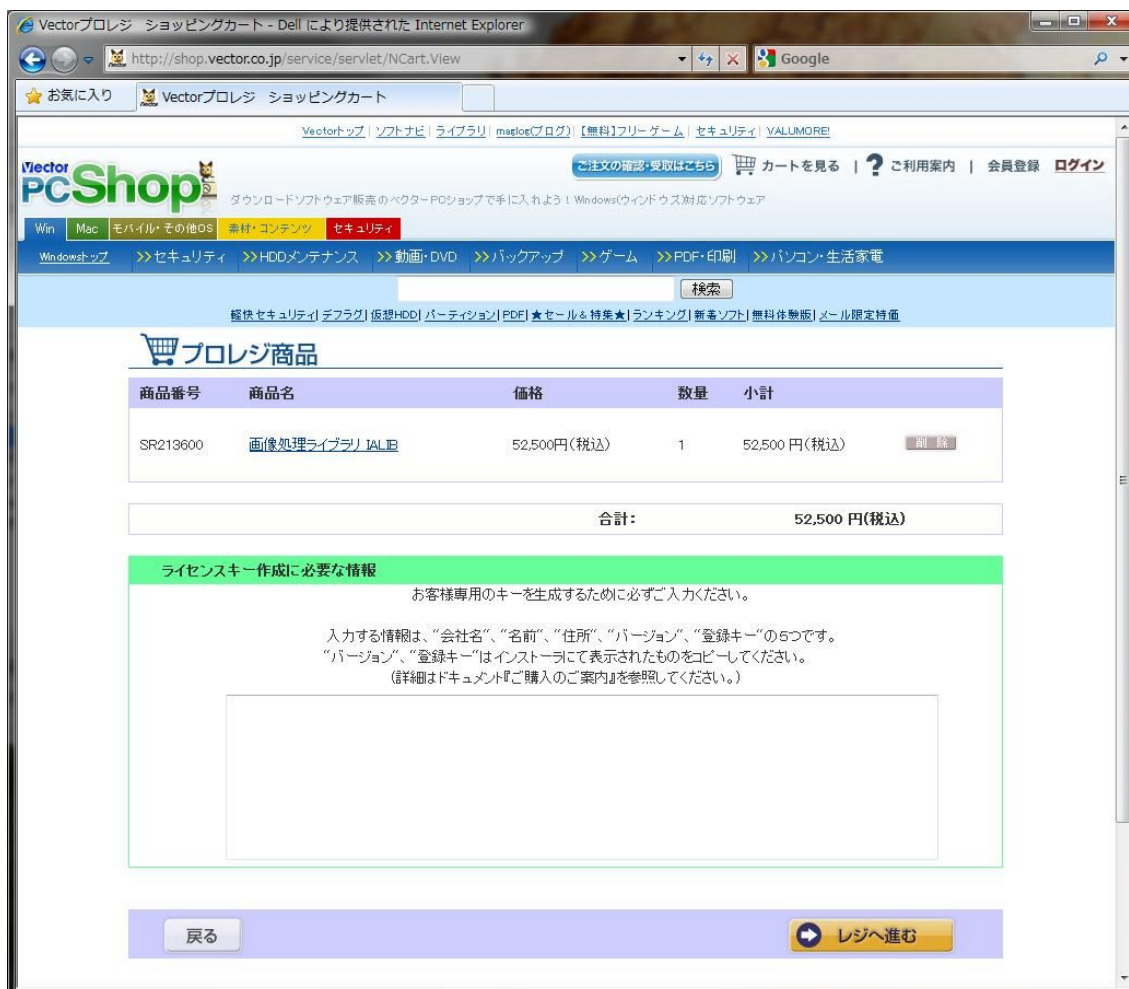 Vectorプロレジ ショッピングカート - Dell により提供された Internet Explorer
http://shop.vector.co.jp/service/servlet/NCart.View
Google
お気に入り
Vectorプロレジ ショッピングカート
Vectorトップ | ソフトナビ | ライブラリ | maglog(ブログ) | 【無料】フリーゲーム | セキュリティ | VALUMORE!
Vector PCShop
ご注文の確認・受取はこちら カートを見る | ? ご利用案内 | 会員登録 ログイン
ダウンロードソフトウェア販売のベクターPCショップで手に入れよう！Windows(ウィンドウズ)対応ソフトウェア
Win Mac モバイル・その他OS 素材・コンテンツ セキュリティ
Windowsトップ >>セキュリティ >>HDDメンテナンス >>動画・DVD >>バックアップ >>ゲーム >>PDF・印刷 >>パソコン・生活家電
検索
軽快セキュリティ| デフラグ| 仮想HDD| パーティション| PDF| ★セール＆特集★| ランキング| 新着ソフト| 無料体験版| メール限定特価
プロレジ商品
商品番号 商品名 価格 数量 小計
SR213600 画像処理ライブラリ IALIB 52,500円(税込) 1 52,500 円(税込) 削 除
合計: 52,500 円(税込)
ライセンスキー作成に必要な情報
お客様専用のキーを生成するために必ずご入力ください。
入力する情報は、“会社名”、“名前”、“住所”、“バージョン”、“登録キー”の5つです。
“バージョン”、“登録キー”はインストーラにて表示されたものをコピーしてください。
(詳細はドキュメント『ご購入のご案内』を参照してください。)
戻る
レジへ進む